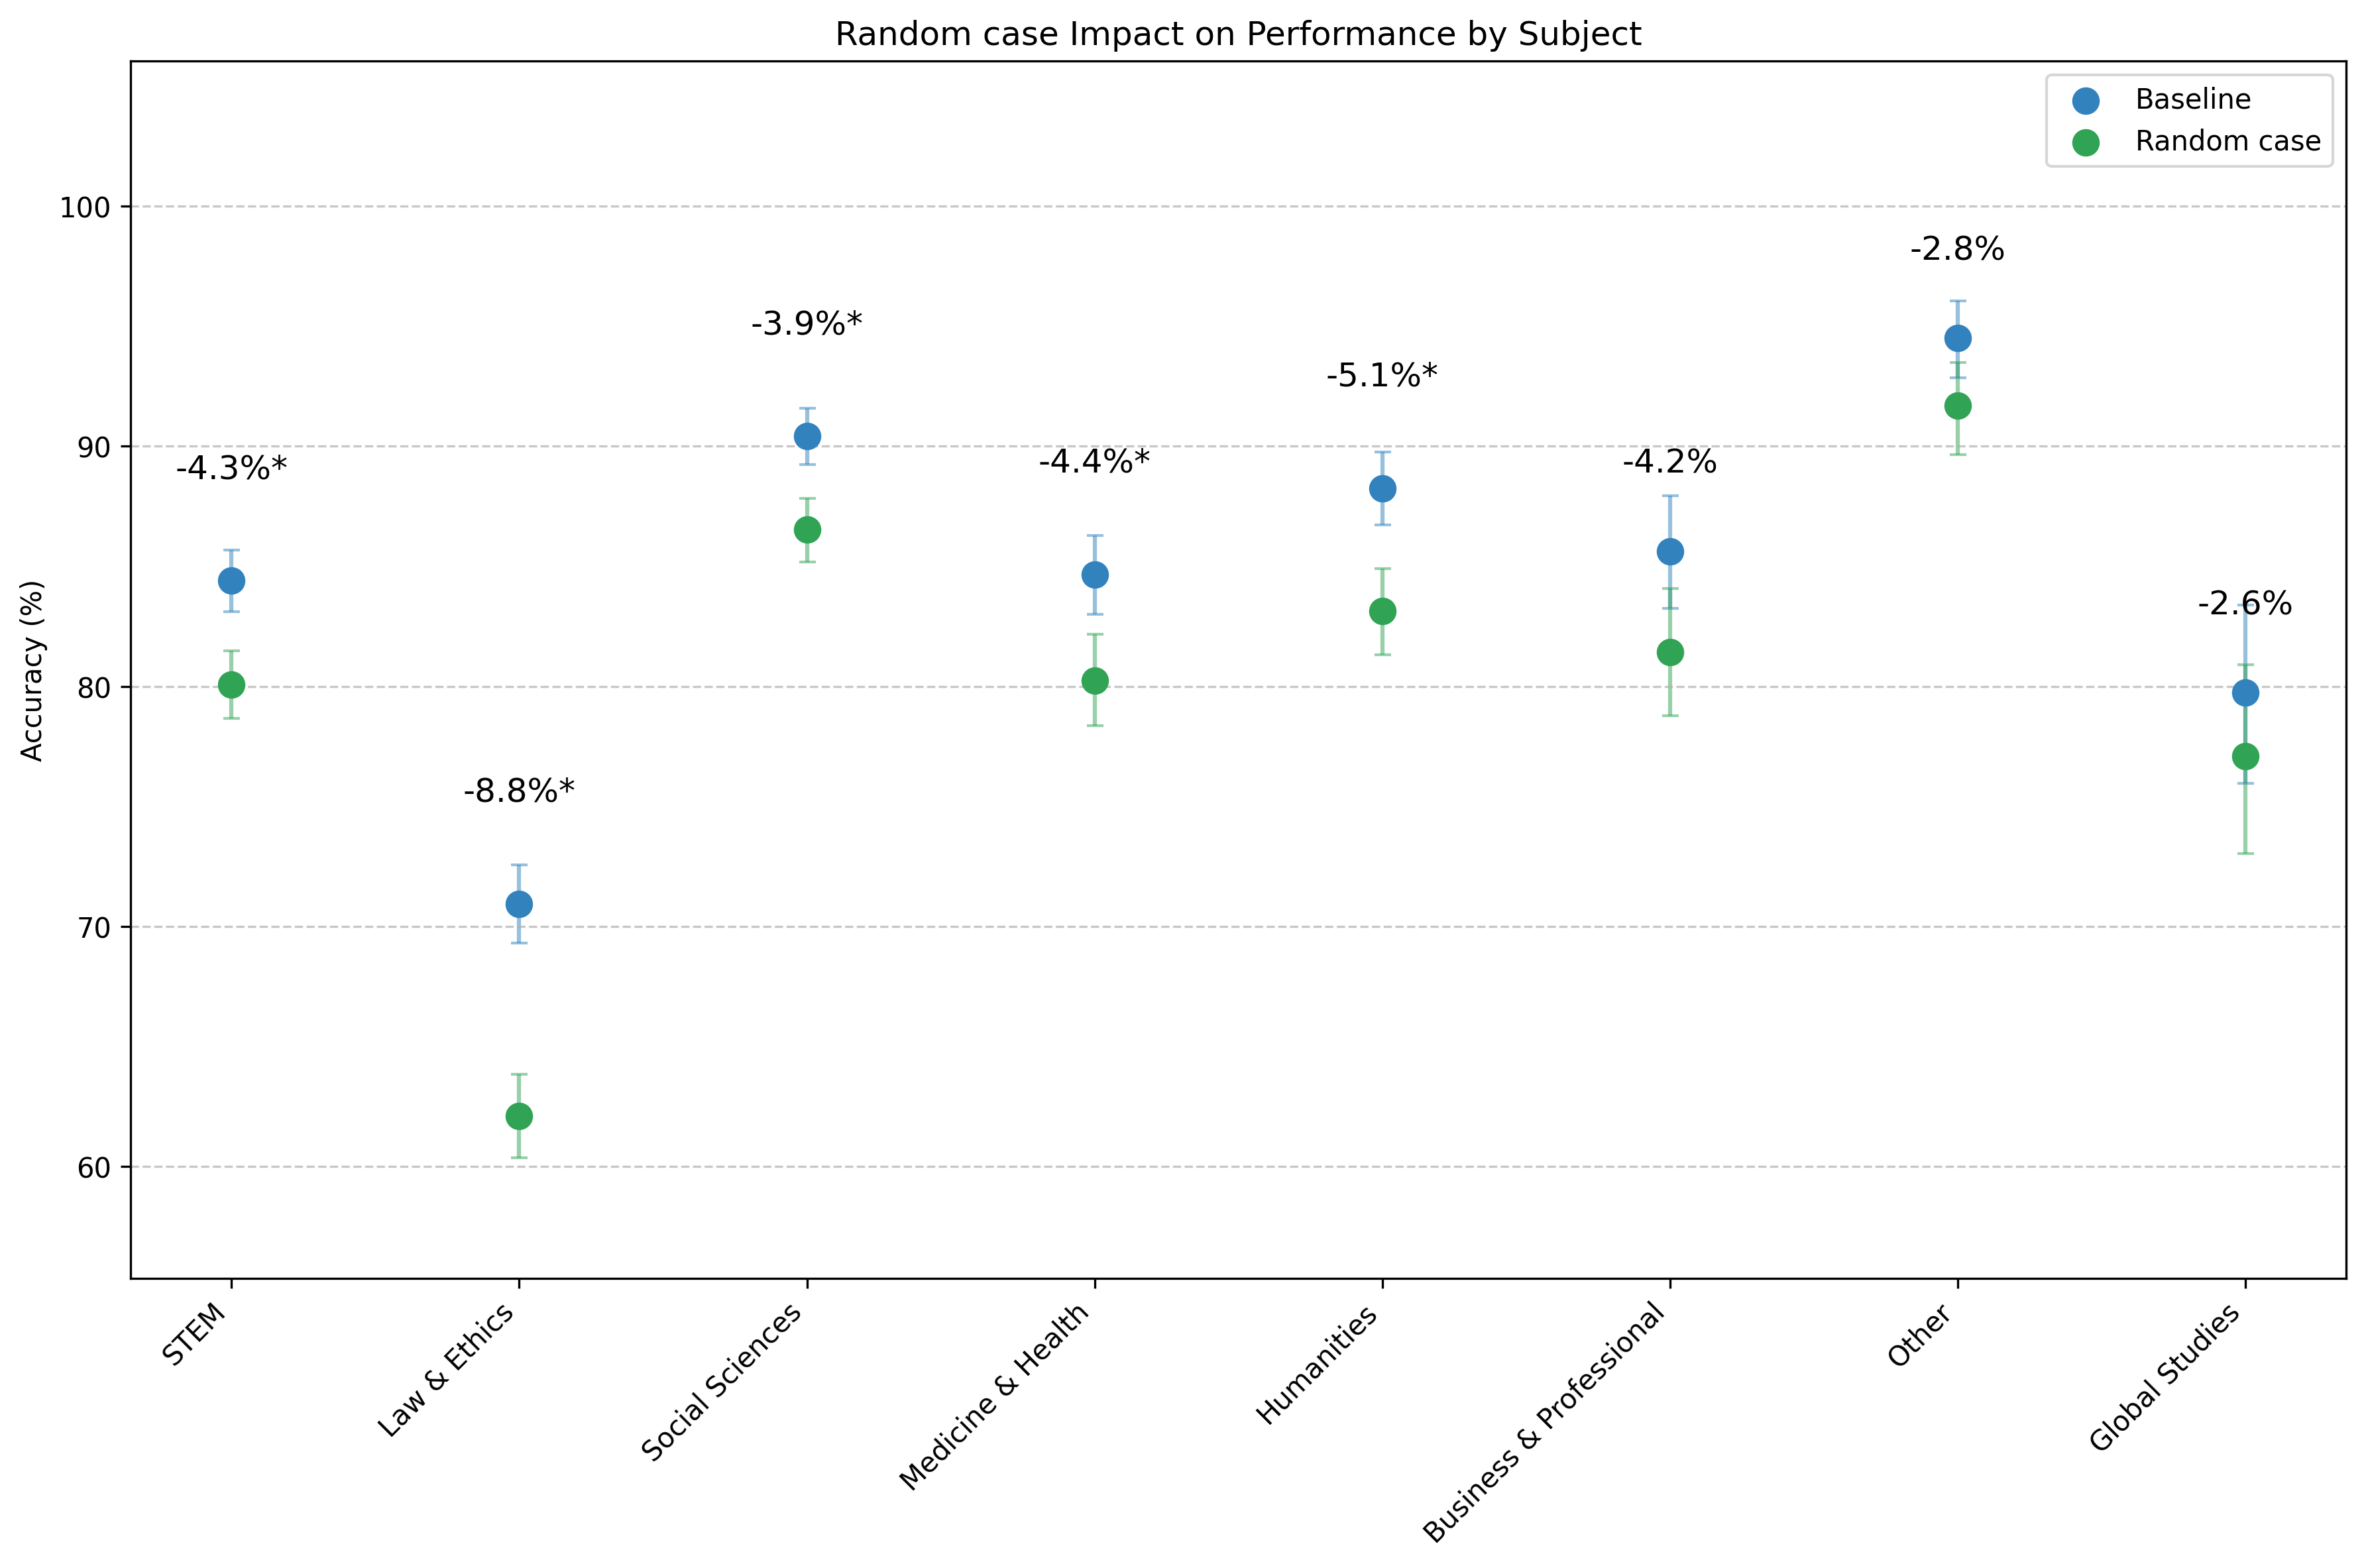 Random case Impact on Performance by Subject
Baseline
Random case
Accuracy (%)
100
90
80
70
60
-4.3%*
-8.8%*
-3.9%*
-4.4%*
-5.1%*
-4.2%
-2.8%
-2.6%
STEM
Law & Ethics
Social Sciences
Medicine & Health
Humanities
Business & Professional
Other
Global Studies